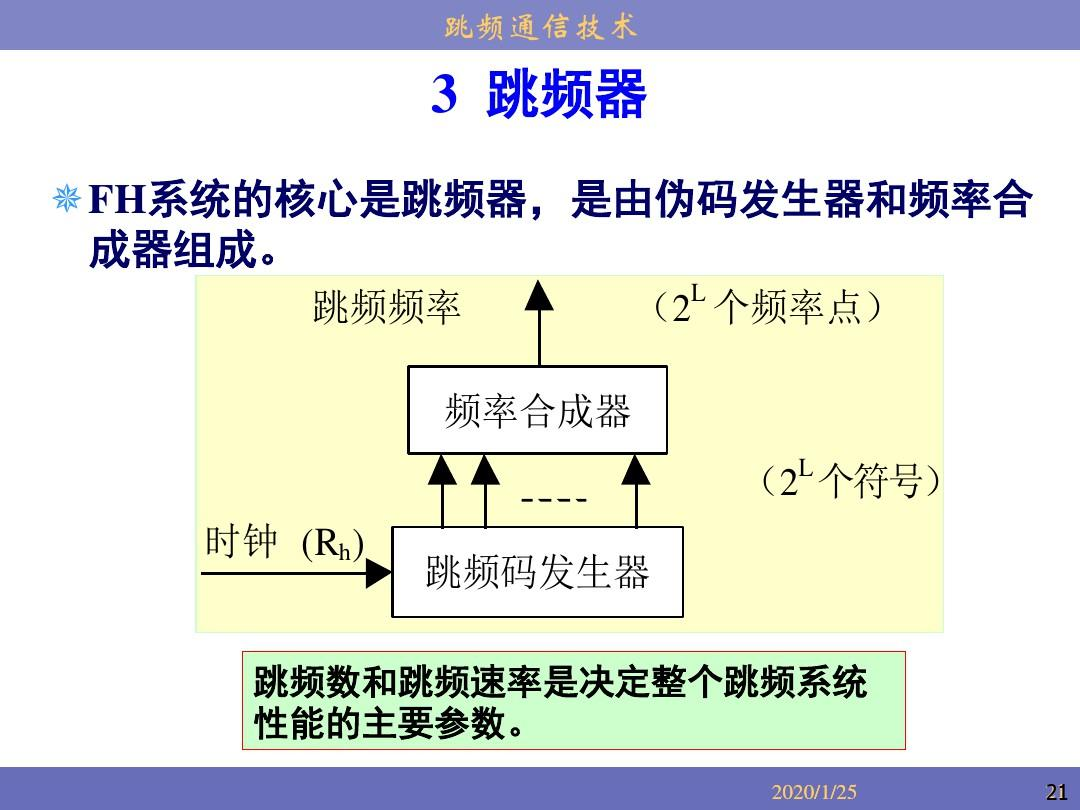 跳频通信技术
3 跳频器
FH系统的核心是跳频器，是由伪码发生器和频率合
成器组成。
跳频频率 （2^L 个频率点）
频率合成器
（2^L 个符号）
时钟 (R_h)
跳频码发生器
跳频数和跳频速率是决定整个跳频系统
性能的主要参数。
2020/1/25 21